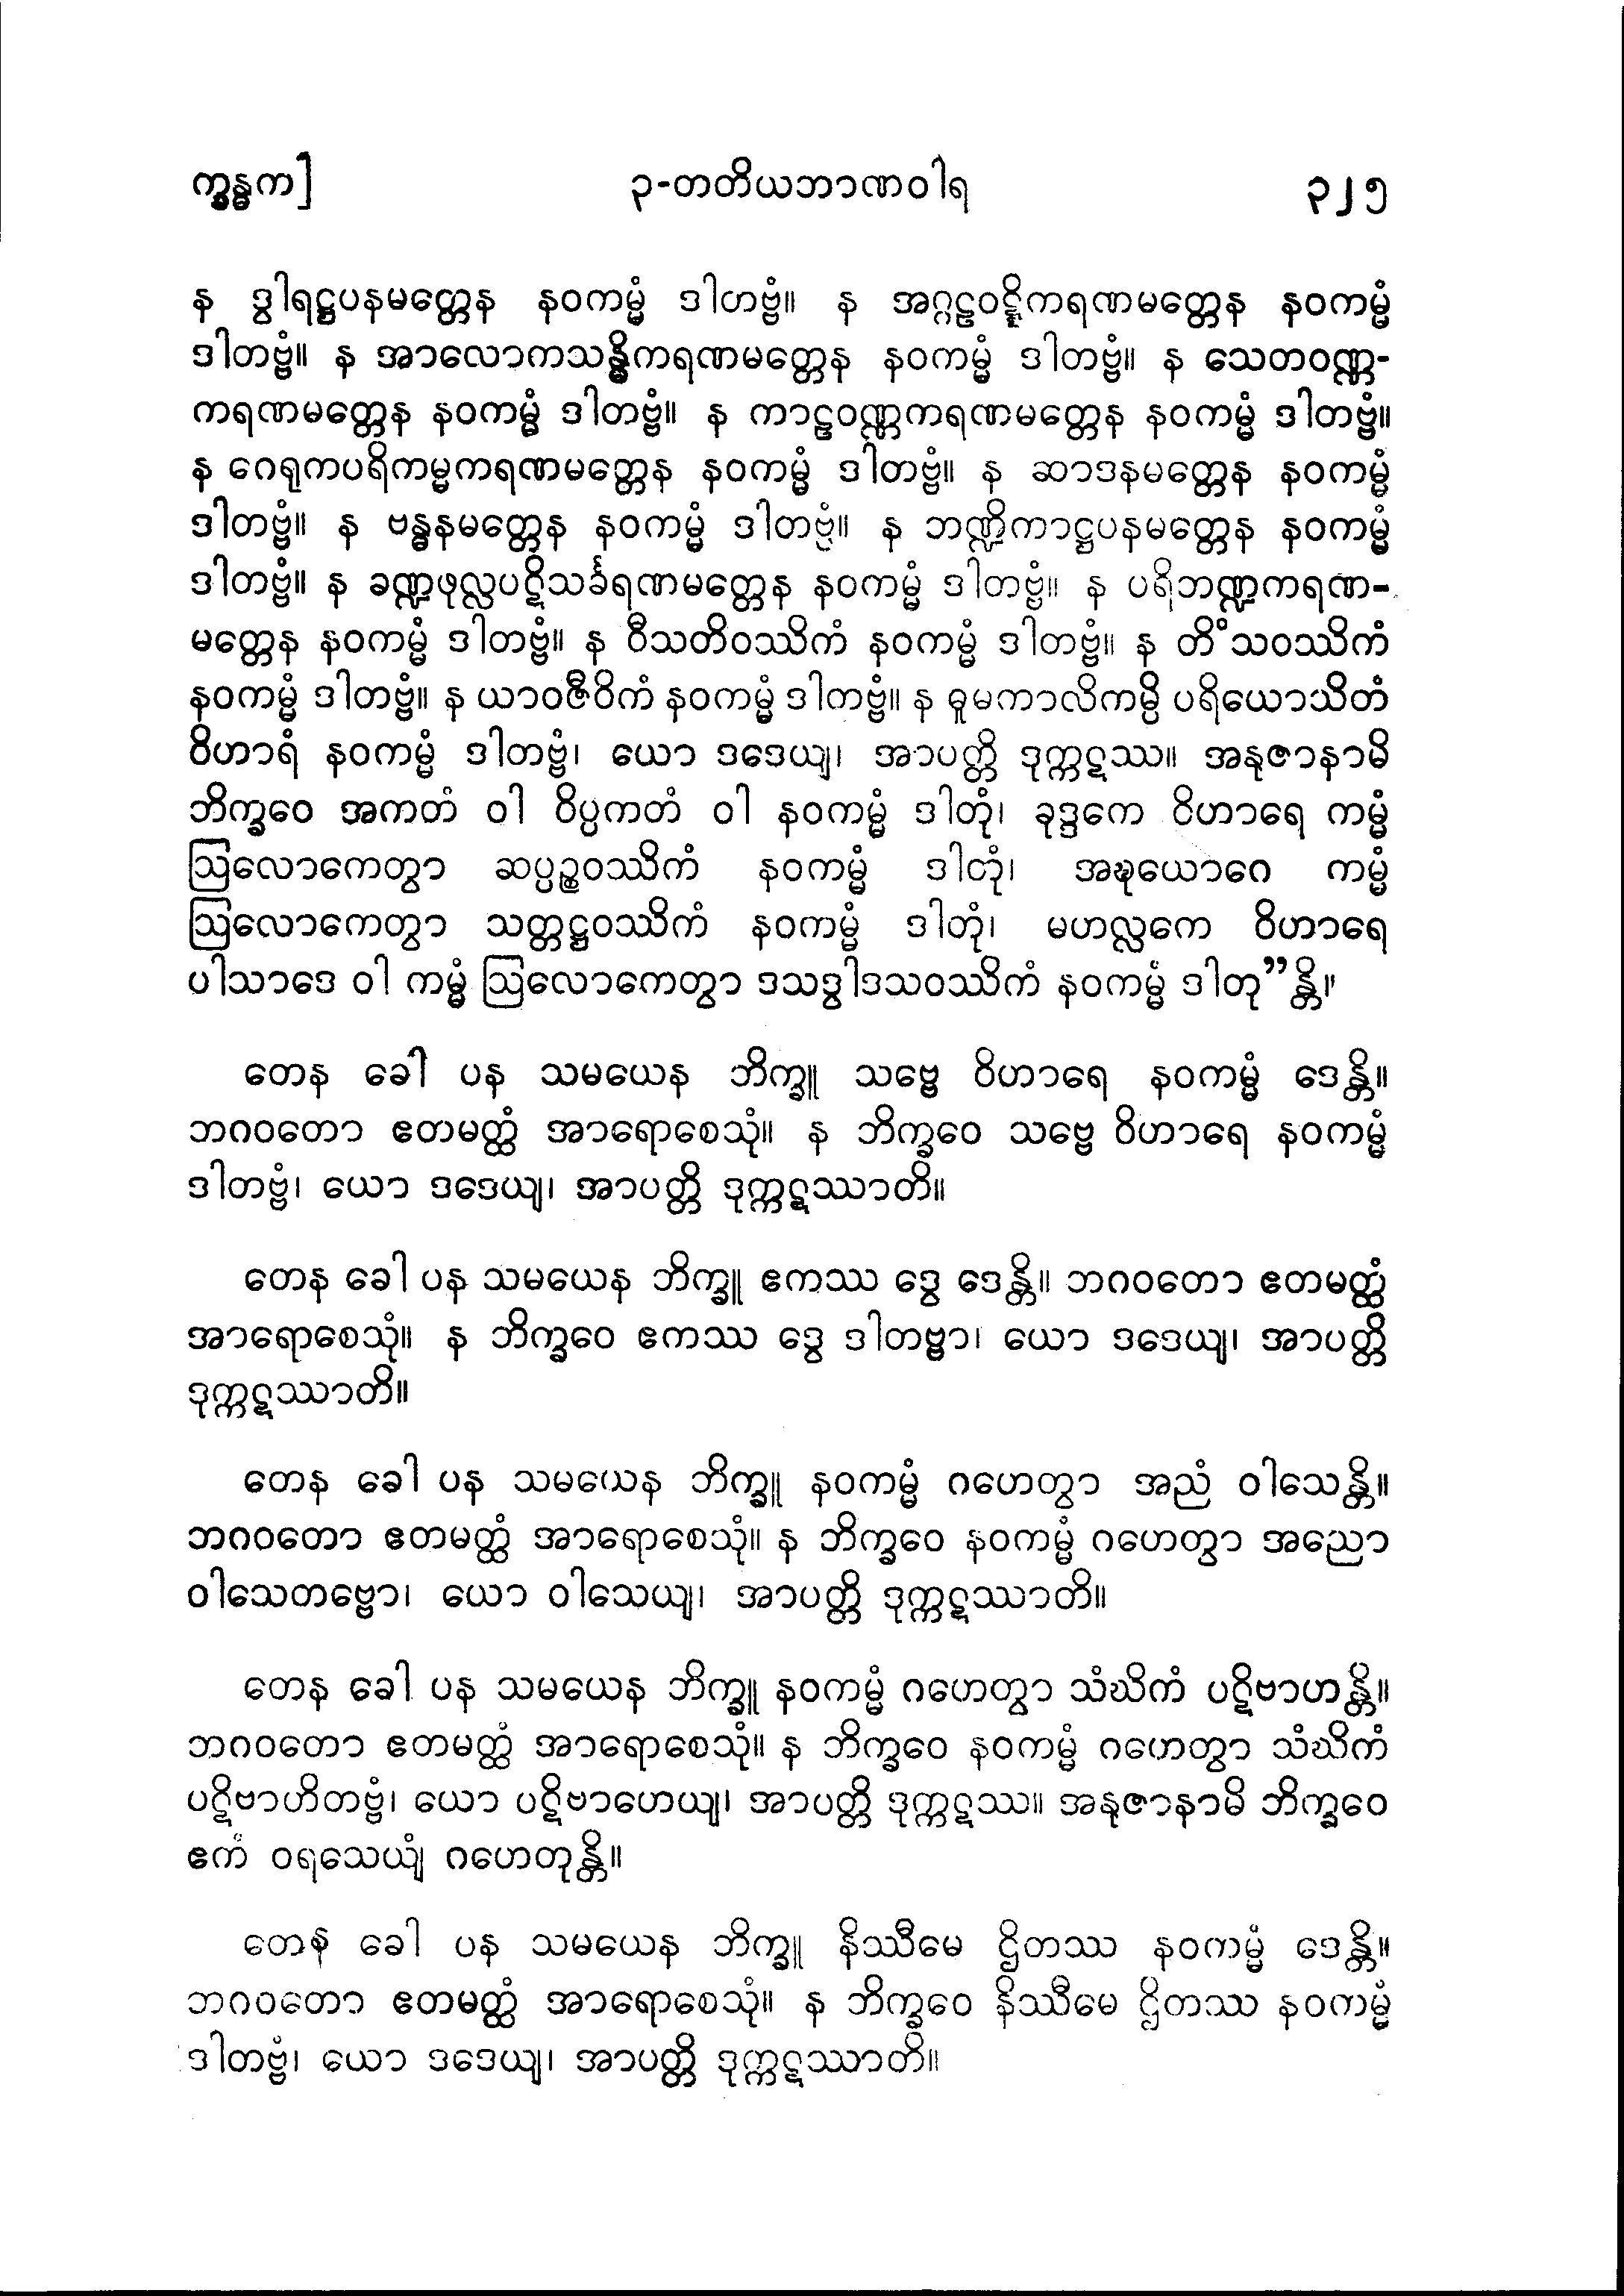 က္ခန္ဓက] ၃-တတိယဘာဏဝါရ ၃၂၅
န ဒွါရဋ္ဌပနမတ္တေန နဝကမ္မံ ဒါတဗ္ဗံ။ န အဂ္ဂဠဝဋ္ဋိကရဏမတ္တေန နဝကမ္မံ
ဒါတဗ္ဗံ။ န အာလောကသန္ဓိကရဏမတ္တေန နဝကမ္မံ ဒါတဗ္ဗံ။ န သေတဝဏ္ဏ-
ကရဏမတ္တေန နဝကမ္မံ ဒါတဗ္ဗံ။ န ကာဠဝဏ္ဏကရဏမတ္တေန နဝကမ္မံ ဒါတဗ္ဗံ။
န ဂေရုကပရိကမ္မကရဏမတ္တေန နဝကမ္မံ ဒါတဗ္ဗံ။ န ဆာဒနမတ္တေန နဝကမ္မံ
ဒါတဗ္ဗံ။ န ဗန္ဓနမတ္တေန နဝကမ္မံ ဒါတဗ္ဗံ။ န ဘဏ္ဍိကာဋ္ဌပနမတ္တေန နဝကမ္မံ
ဒါတဗ္ဗံ။ န ခဏ္ဍဖုလ္လပဋိသင်္ခရဏမတ္တေန နဝကမ္မံ ဒါတဗ္ဗံ။ န ပရိဘဏ္ဍကရဏ-
မတ္တေန နဝကမ္မံ ဒါတဗ္ဗံ။ န ဝီသတိဝဿိကံ နဝကမ္မံ ဒါတဗ္ဗံ။ န တိံသဝဿိကံ
နဝကမ္မံ ဒါတဗ္ဗံ။ န ယာဝဇီဝိကံ နဝကမ္မံ ဒါတဗ္ဗံ။ န ဓူမကာလိကမ္ပိ ပရိယောသိတံ
ဝိဟာရံ နဝကမ္မံ ဒါတဗ္ဗံ၊ ယော ဒဒေယျ၊ အာပတ္တိ ဒုက္ကဋဿ။ အနုဇာနာမိ
ဘိက္ခဝေ အကတံ ဝါ ဝိပ္ပကတံ ဝါ နဝကမ္မံ ဒါတုံ၊ ခုဒ္ဒကေ ဝိဟာရေ ကမ္မံ
ဩလောကေတွာ ဆပ္ပဉ္စဝဿိကံ နဝကမ္မံ ဒါတုံ၊ အဍ္ဎယောဂေ ကမ္မံ
ဩလောကေတွာ သတ္တဋ္ဌဝဿိကံ နဝကမ္မံ ဒါတုံ၊ မဟလ္လကေ ဝိဟာရေ
ပါသာဒေ ဝါ ကမ္မံ ဩလောကေတွာ ဒသဒွါဒသဝဿိကံ နဝကမ္မံ ဒါတု”န္တိ။
တေန ခေါ ပန သမယေန ဘိက္ခူ သဗ္ဗေ ဝိဟာရေ နဝကမ္မံ ဒေန္တိ။
ဘဂဝတော ဧတမတ္ထံ အာရောစေသုံ။ န ဘိက္ခဝေ သဗ္ဗေ ဝိဟာရေ နဝကမ္မံ
ဒါတဗ္ဗံ၊ ယော ဒဒေယျ၊ အာပတ္တိ ဒုက္ကဋဿာတိ။
တေန ခေါ ပန သမယေန ဘိက္ခူ ဧကဿ ဒွေ ဒေန္တိ။ ဘဂဝတော ဧတမတ္ထံ
အာရောစေသုံ။ န ဘိက္ခဝေ ဧကဿ ဒွေ ဒါတဗ္ဗာ၊ ယော ဒဒေယျ၊ အာပတ္တိ
ဒုက္ကဋဿာတိ။
တေန ခေါ ပန သမယေန ဘိက္ခူ နဝကမ္မံ ဂဟေတွာ အညံ ဝါသေန္တိ။
ဘဂဝတော ဧတမတ္ထံ အာရောစေသုံ။ န ဘိက္ခဝေ နဝကမ္မံ ဂဟေတွာ အညော
ဝါသေတဗ္ဗော၊ ယော ဝါသေယျ၊ အာပတ္တိ ဒုက္ကဋဿာတိ။
တေန ခေါ ပန သမယေန ဘိက္ခူ နဝကမ္မံ ဂဟေတွာ သံဃိကံ ပဋိဗာဟန္တိ။
ဘဂဝတော ဧတမတ္ထံ အာရောစေသုံ။ န ဘိက္ခဝေ နဝကမ္မံ ဂဟေတွာ သံဃိကံ
ပဋိဗာဟိတဗ္ဗံ၊ ယော ပဋိဗာဟေယျ၊ အာပတ္တိ ဒုက္ကဋဿ။ အနုဇာနာမိ ဘိက္ခဝေ
ဧကံ ဝရသေယျံ ဂဟေတုန္တိ။
တေန ခေါ ပန သမယေန ဘိက္ခူ နိဿီမေ ဌိတဿ နဝကမ္မံ ဒေန္တိ။
ဘဂဝတော ဧတမတ္ထံ အာရောစေသုံ။ န ဘိက္ခဝေ နိဿီမေ ဌိတဿ နဝကမ္မံ
ဒါတဗ္ဗံ၊ ယော ဒဒေယျ၊ အာပတ္တိ ဒုက္ကဋဿာတိ။